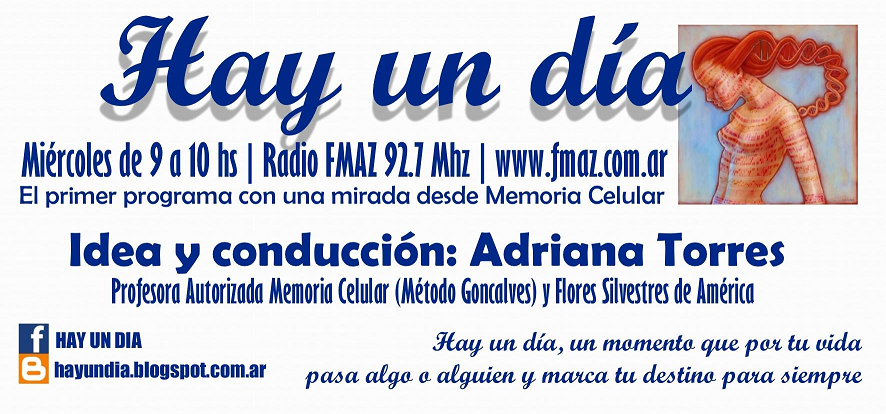 Hay un día
Miércoles de 9 a 10 hs | Radio FMAZ 92.7 Mhz | www.fmaz.com.ar
El primer programa con una mirada desde Memoria Celular
Idea y conducción: Adriana Torres
Profesora Autorizada Memoria Celular (Método Goncalves) y Flores Silvestres de América
HAY UN DIA
hayundia.blogspot.com.ar
Hay un día, un momento que por tu vida
pasa algo o alguien y marca tu destino para siempre